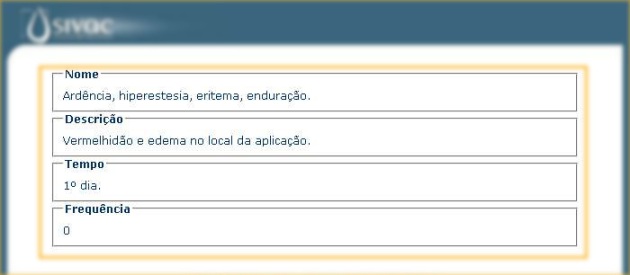 sivac
Nome
Ardência, hiperestesia, eritema, enduração.
Descrição
Vermelhidão e edema no local da aplicação.
Tempo
1º dia.
Frequência
0